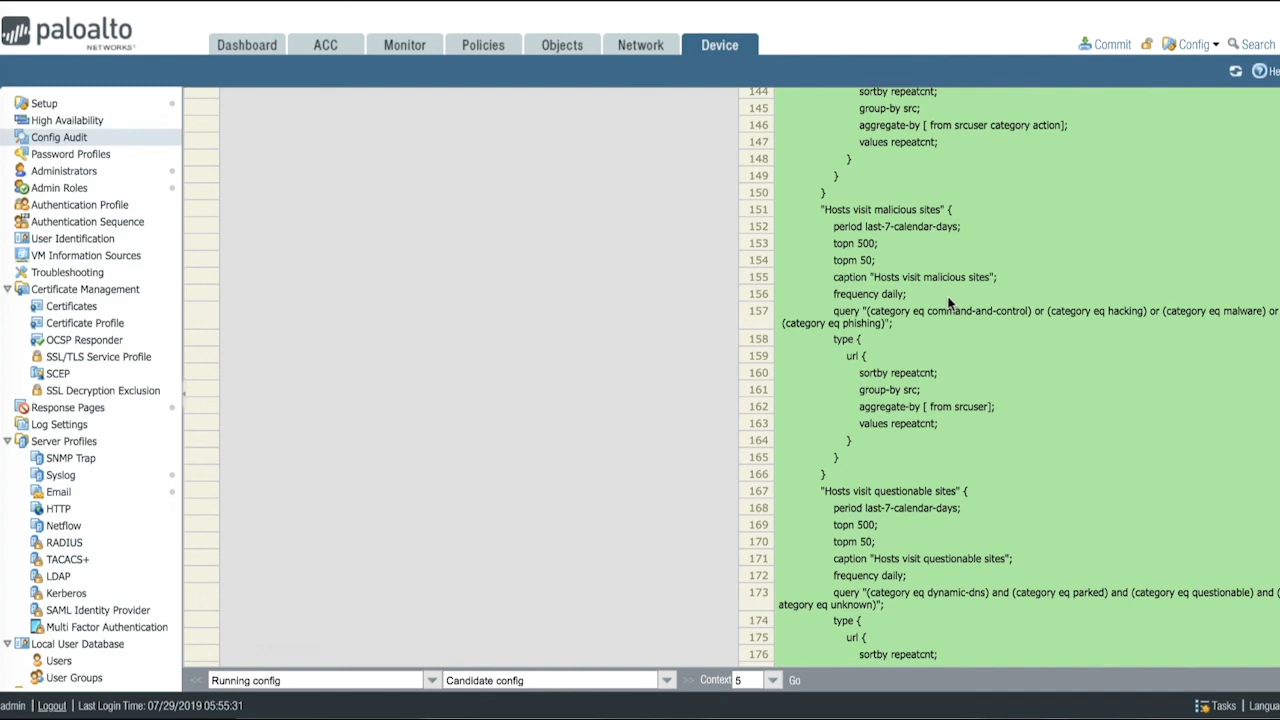 paloalto
NETWORKS
Dashboard
ACC
Monitor
Policies
Objects
Network
Device
Commit
Config
Search
He
Setup
High Availability
Config Audit
Password Profiles
Administrators
Admin Roles
Authentication Profile
Authentication Sequence
User Identification
VM Information Sources
Troubleshooting
Certificate Management
Certificates
Certificate Profile
OCSP Responder
SSL/TLS Service Profile
SCEP
SSL Decryption Exclusion
Response Pages
Log Settings
Server Profiles
SNMP Trap
Syslog
Email
HTTP
Netflow
RADIUS
TACACS+
LDAP
Kerberos
SAML Identity Provider
Multi Factor Authentication
Local User Database
Users
User Groups
144 sortby repeatcnt;
145 group-by src;
146 aggregate-by [ from srcuser category action];
147 values repeatcnt;
148 }
149 }
150 }
151 "Hosts visit malicious sites" {
152 period last-7-calendar-days;
153 topn 500;
154 topm 50;
155 caption "Hosts visit malicious sites";
156 frequency daily;
157 query "(category eq command-and-control) or (category eq hacking) or (category eq malware) or
(category eq phishing)";
158 type {
159 url {
160 sortby repeatcnt;
161 group-by src;
162 aggregate-by [ from srcuser];
163 values repeatcnt;
164 }
165 }
166 }
167 "Hosts visit questionable sites" {
168 period last-7-calendar-days;
169 topn 500;
170 topm 50;
171 caption "Hosts visit questionable sites";
172 frequency daily;
173 query "(category eq dynamic-dns) and (category eq parked) and (category eq questionable) and (
ategory eq unknown)";
174 type {
175 url {
176 sortby repeatcnt;
<< Running config Candidate config >> Context 5 Go
admin | Logout | Last Login Time: 07/29/2019 05:55:31
Tasks | Langua